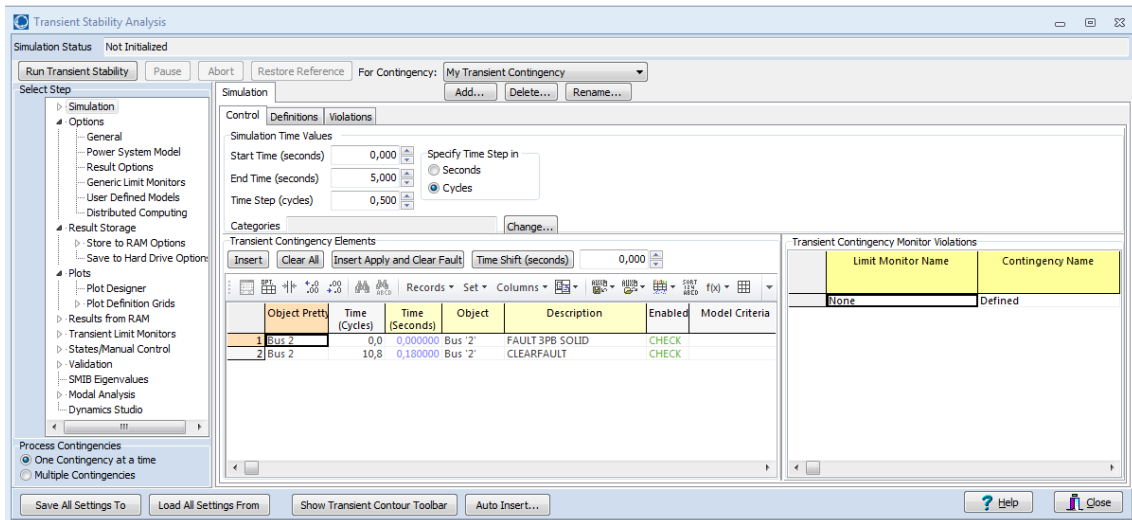 Transient Stability Analysis
Simulation Status Not Initialized
Run Transient Stability Pause Abort Restore Reference For Contingency: My Transient Contingency
Add... Delete... Rename...
Select Step
Simulation
Options
General
Power System Model
Result Options
Generic Limit Monitors
User Defined Models
Distributed Computing
Result Storage
Store to RAM Options
Save to Hard Drive Options
Plots
Plot Designer
Plot Definition Grids
Results from RAM
Transient Limit Monitors
States/Manual Control
Validation
SMIB Eigenvalues
Modal Analysis
Dynamics Studio
Process Contingencies
One Contingency at a time
Multiple Contingencies
Simulation
Control Definitions Violations
Simulation Time Values
Start Time (seconds) 0,000
End Time (seconds) 5,000
Time Step (cycles) 0,500
Specify Time Step in
Seconds
Cycles
Categories Change...
Transient Contingency Elements
Insert Clear All Insert Apply and Clear Fault Time Shift (seconds) 0,000
Records Set Columns f(x)
Object Pretty Time (Cycles) Time (Seconds) Object Description Enabled Model Criteria
1 Bus 2 0,0 0,000000 Bus '2' FAULT 3PB SOLID CHECK
2 Bus 2 10,8 0,180000 Bus '2' CLEARFAULT CHECK
Transient Contingency Monitor Violations
Limit Monitor Name Contingency Name
None Defined
Save All Settings To Load All Settings From Show Transient Contour Toolbar Auto Insert... Help Close